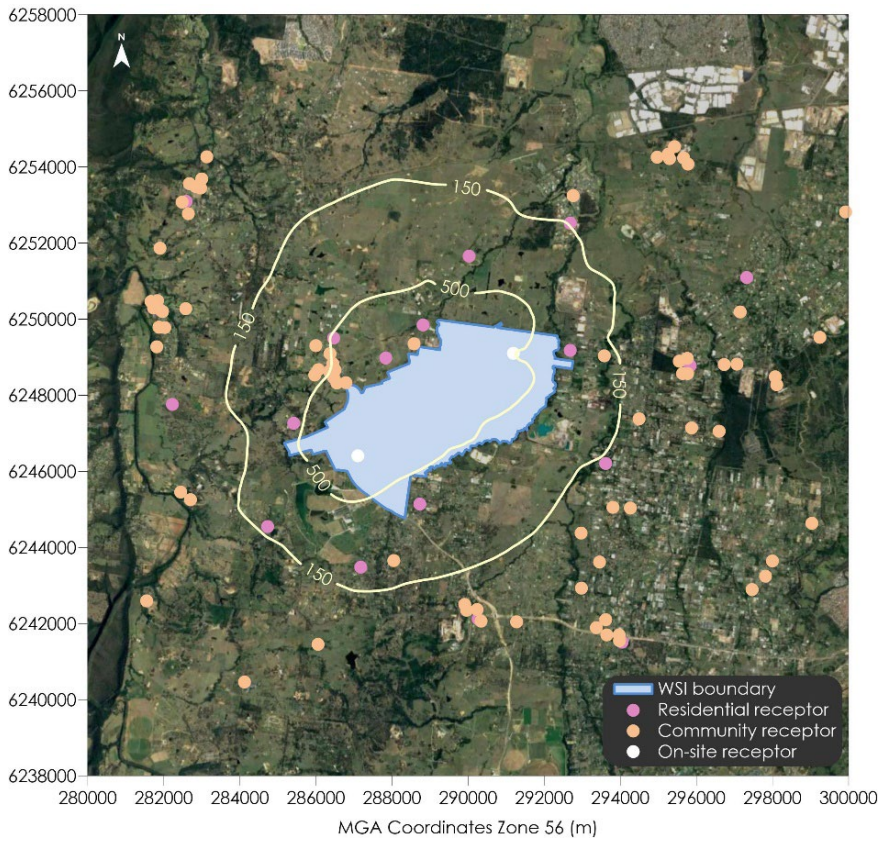 6258000
6256000
6254000
6252000
6250000
6248000
6246000
6244000
6242000
6240000
6238000
N
150
500
150
150
500
150
WSI boundary
Residential receptor
Community receptor
On-site receptor
280000 282000 284000 286000 288000 290000 292000 294000 296000 298000 300000
MGA Coordinates Zone 56 (m)